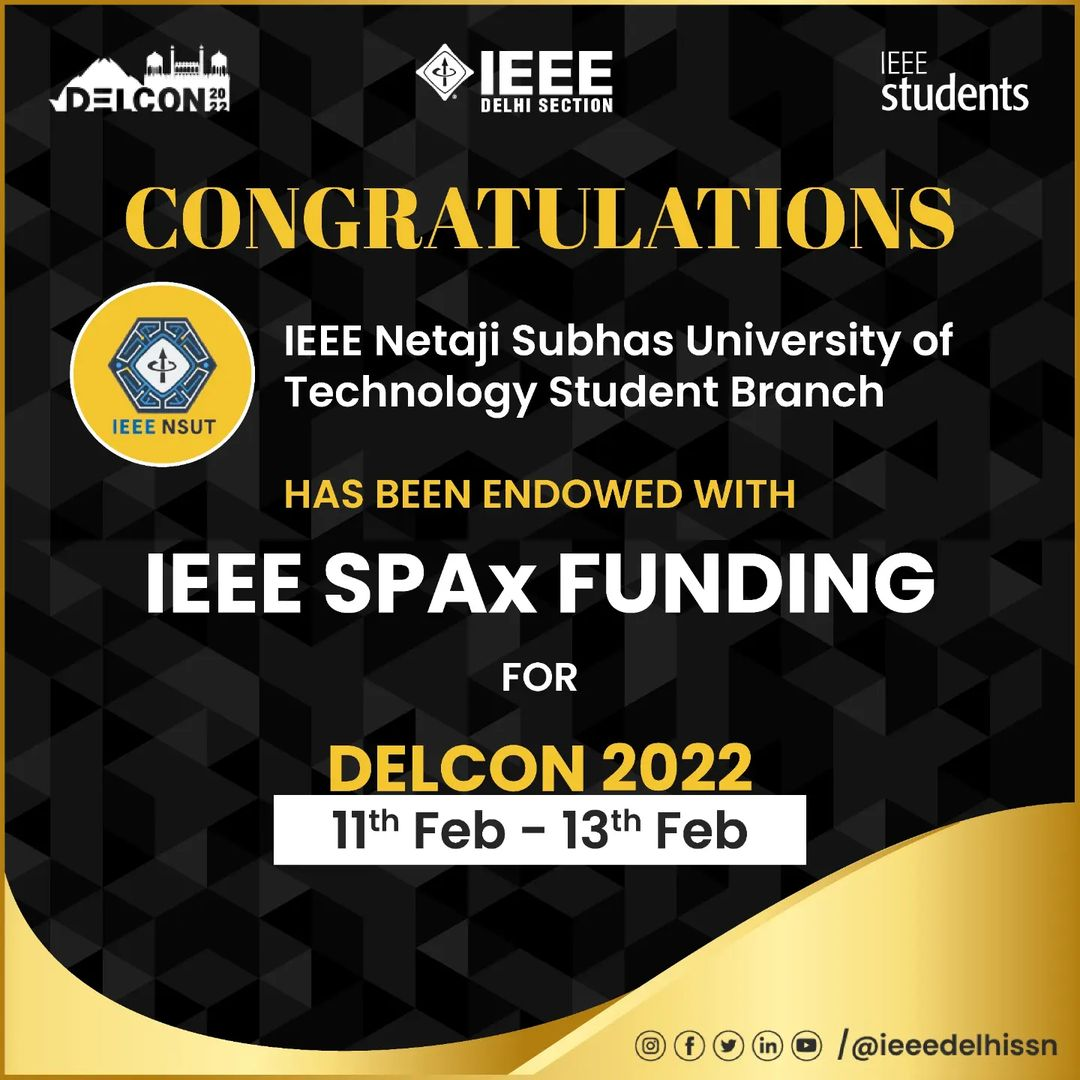 DELCON 2022
IEEE
DELHI SECTION
IEEE
students
CONGRATULATIONS
IEEE NSUT
IEEE Netaji Subhas University of
Technology Student Branch
HAS BEEN ENDOWED WITH
IEEE SPAx FUNDING
FOR
DELCON 2022
11th Feb - 13th Feb
/@ieeedelhissn